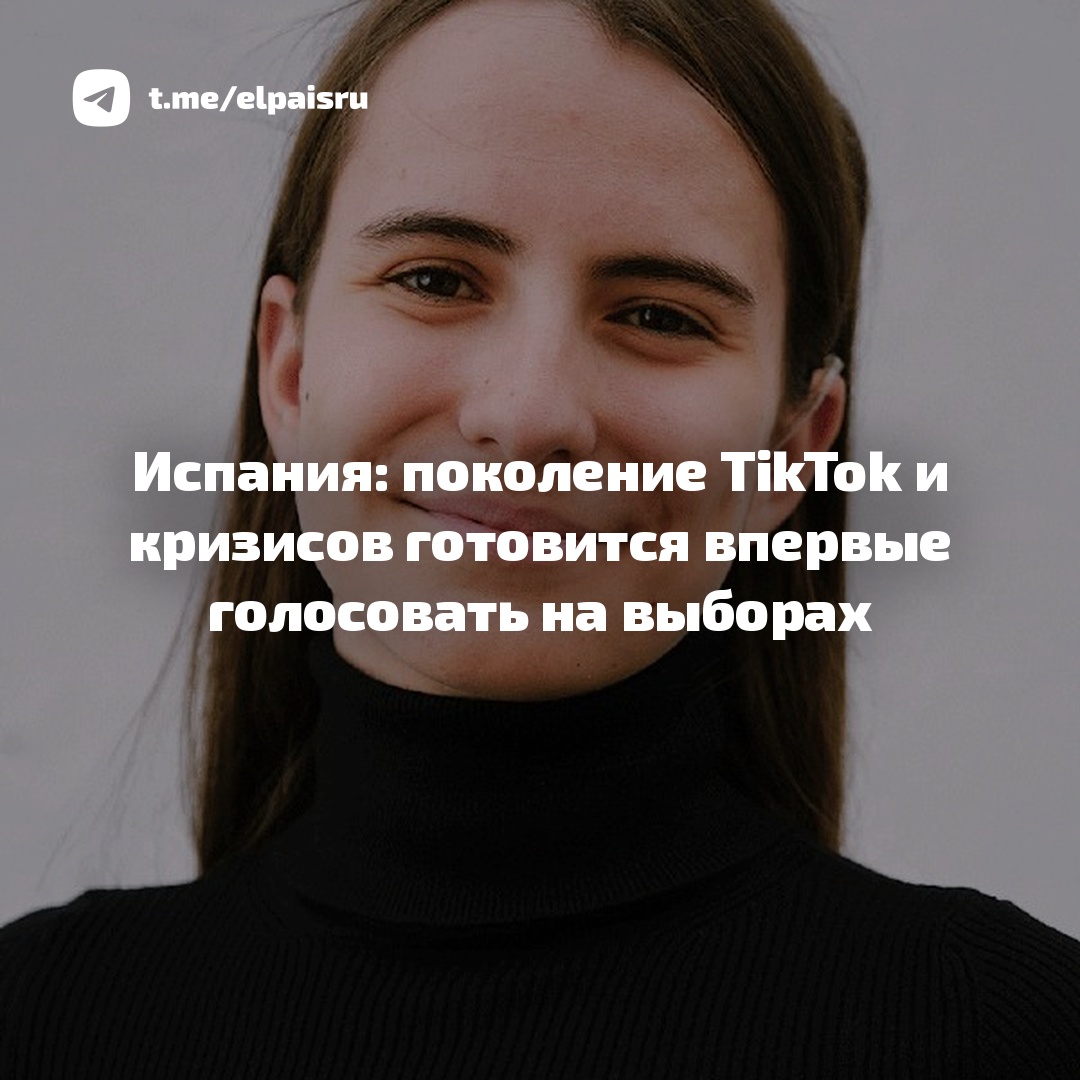 t.me/elpaisru
Испания: поколение TikTok и
кризисов готовится впервые
голосовать на выборах